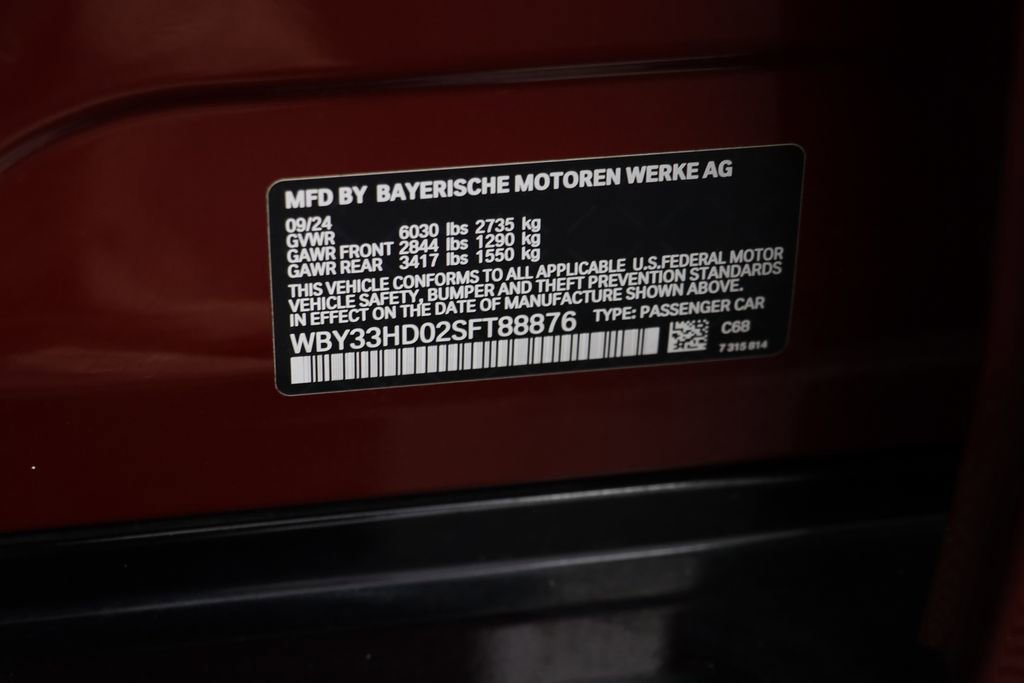 MFD BY BAYERISCHE MOTOREN WERKE AG
09/24
GVWR 6030 lbs 2735 kg
GAWR FRONT 2844 lbs 1290 kg
GAWR REAR 3417 lbs 1550 kg
THIS VEHICLE CONFORMS TO ALL APPLICABLE U.S.FEDERAL MOTOR
VEHICLE SAFETY, BUMPER AND THEFT PREVENTION STANDARDS
IN EFFECT ON THE DATE OF MANUFACTURE SHOWN ABOVE.
WBY33HD02SFT88876 TYPE: PASSENGER CAR
C68
7 315 814